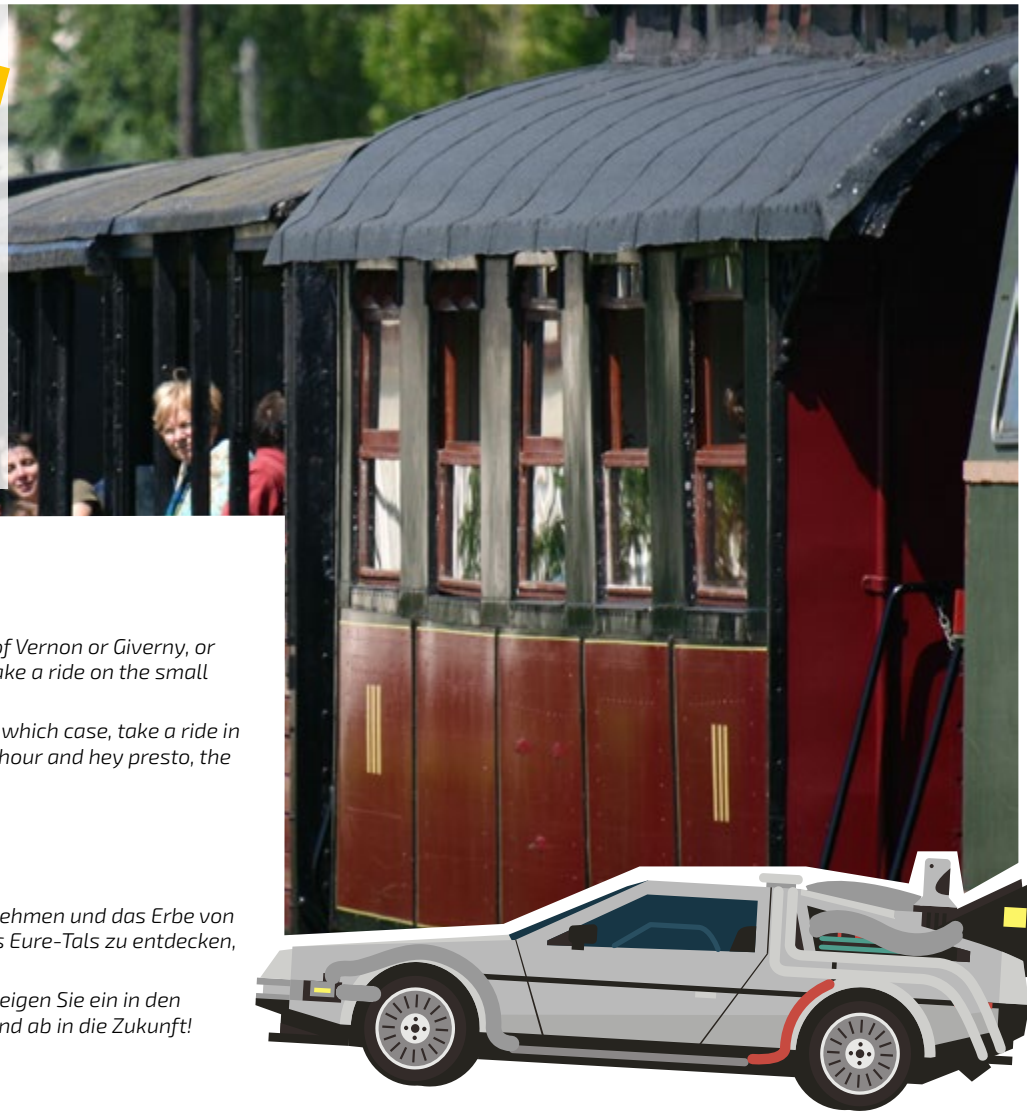 of Vernon or Giverny, or
ake a ride on the small
which case, take a ride in
hour and hey presto, the
ehmen und das Erbe von
s Eure-Tals zu entdecken,
eigen Sie ein in den
nd ab in die Zukunft!